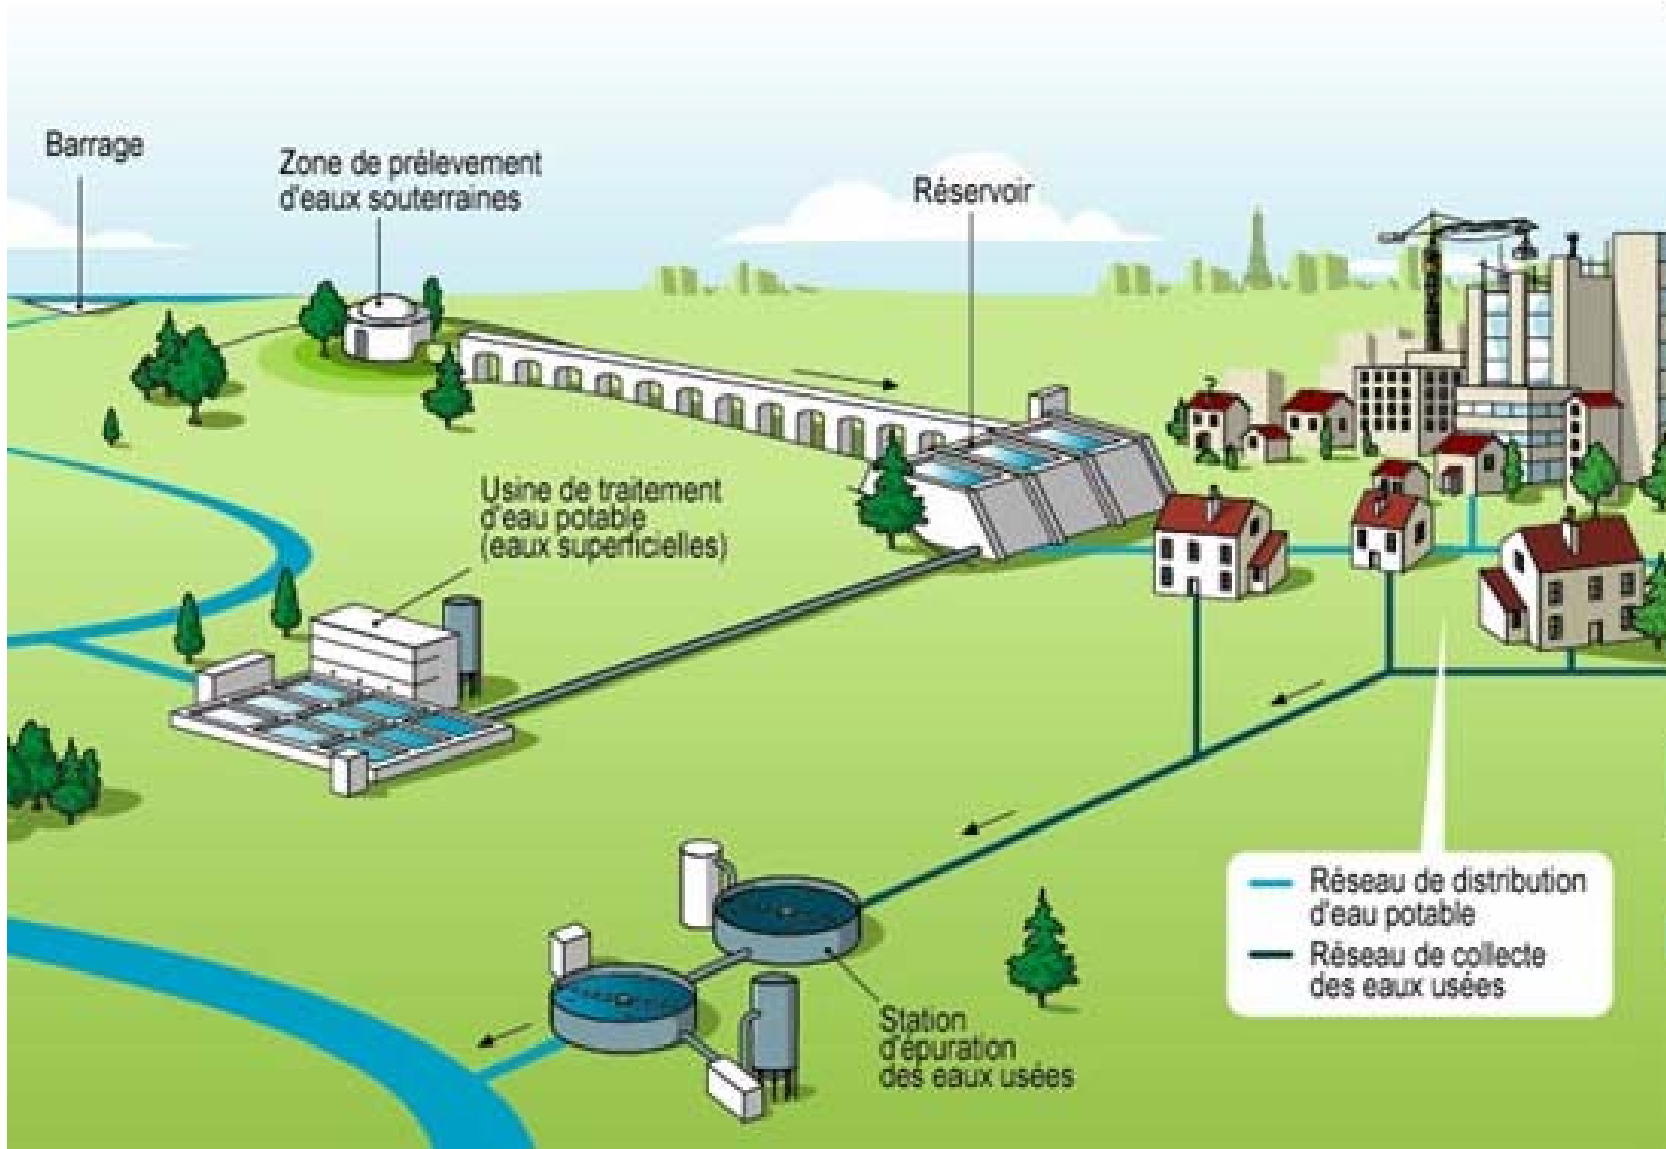 Barrage
Zone de prélevement
d'eaux souterraines
Réservoir
Usine de traitement
d'eau potable
(eaux superficielles)
Réseau de distribution
d'eau potable
Réseau de collecte
des eaux usées
Station
d'épuration
des eaux usées